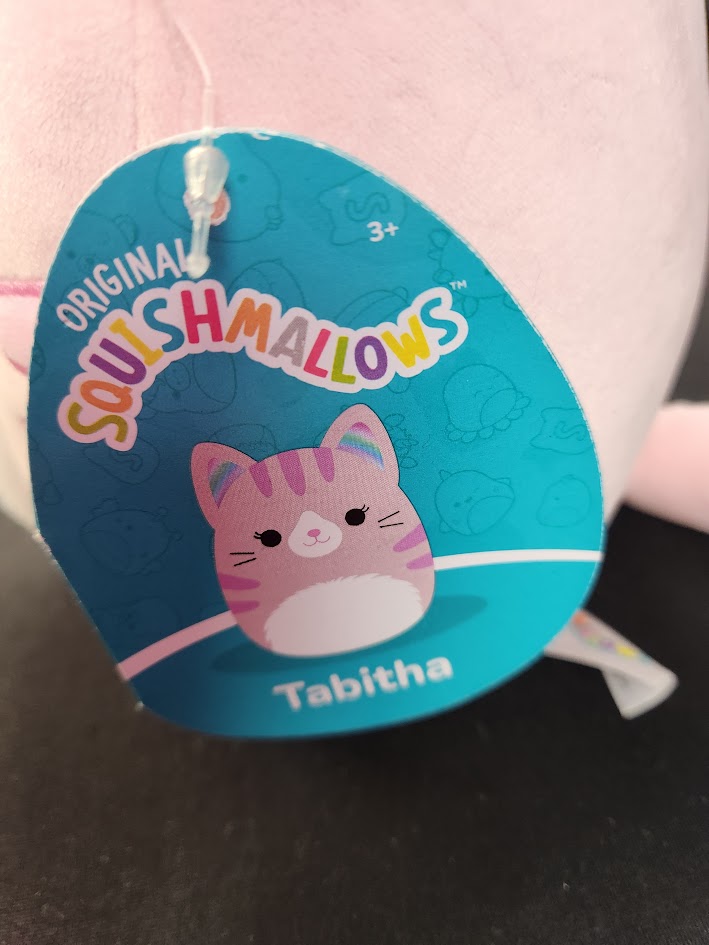 ORIGINAL
SQUISHMALLOWS™
3+
Tabitha